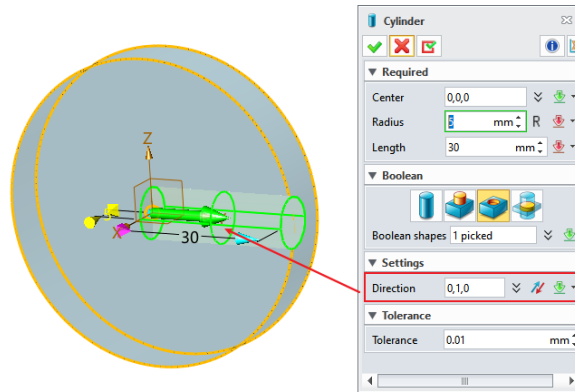 Cylinder
Required
Center 0,0,0
Radius 5 mm R
Length 30 mm
Boolean
Boolean shapes 1 picked
Settings
Direction 0,1,0
Tolerance
Tolerance 0.01 mm
Z
X
30